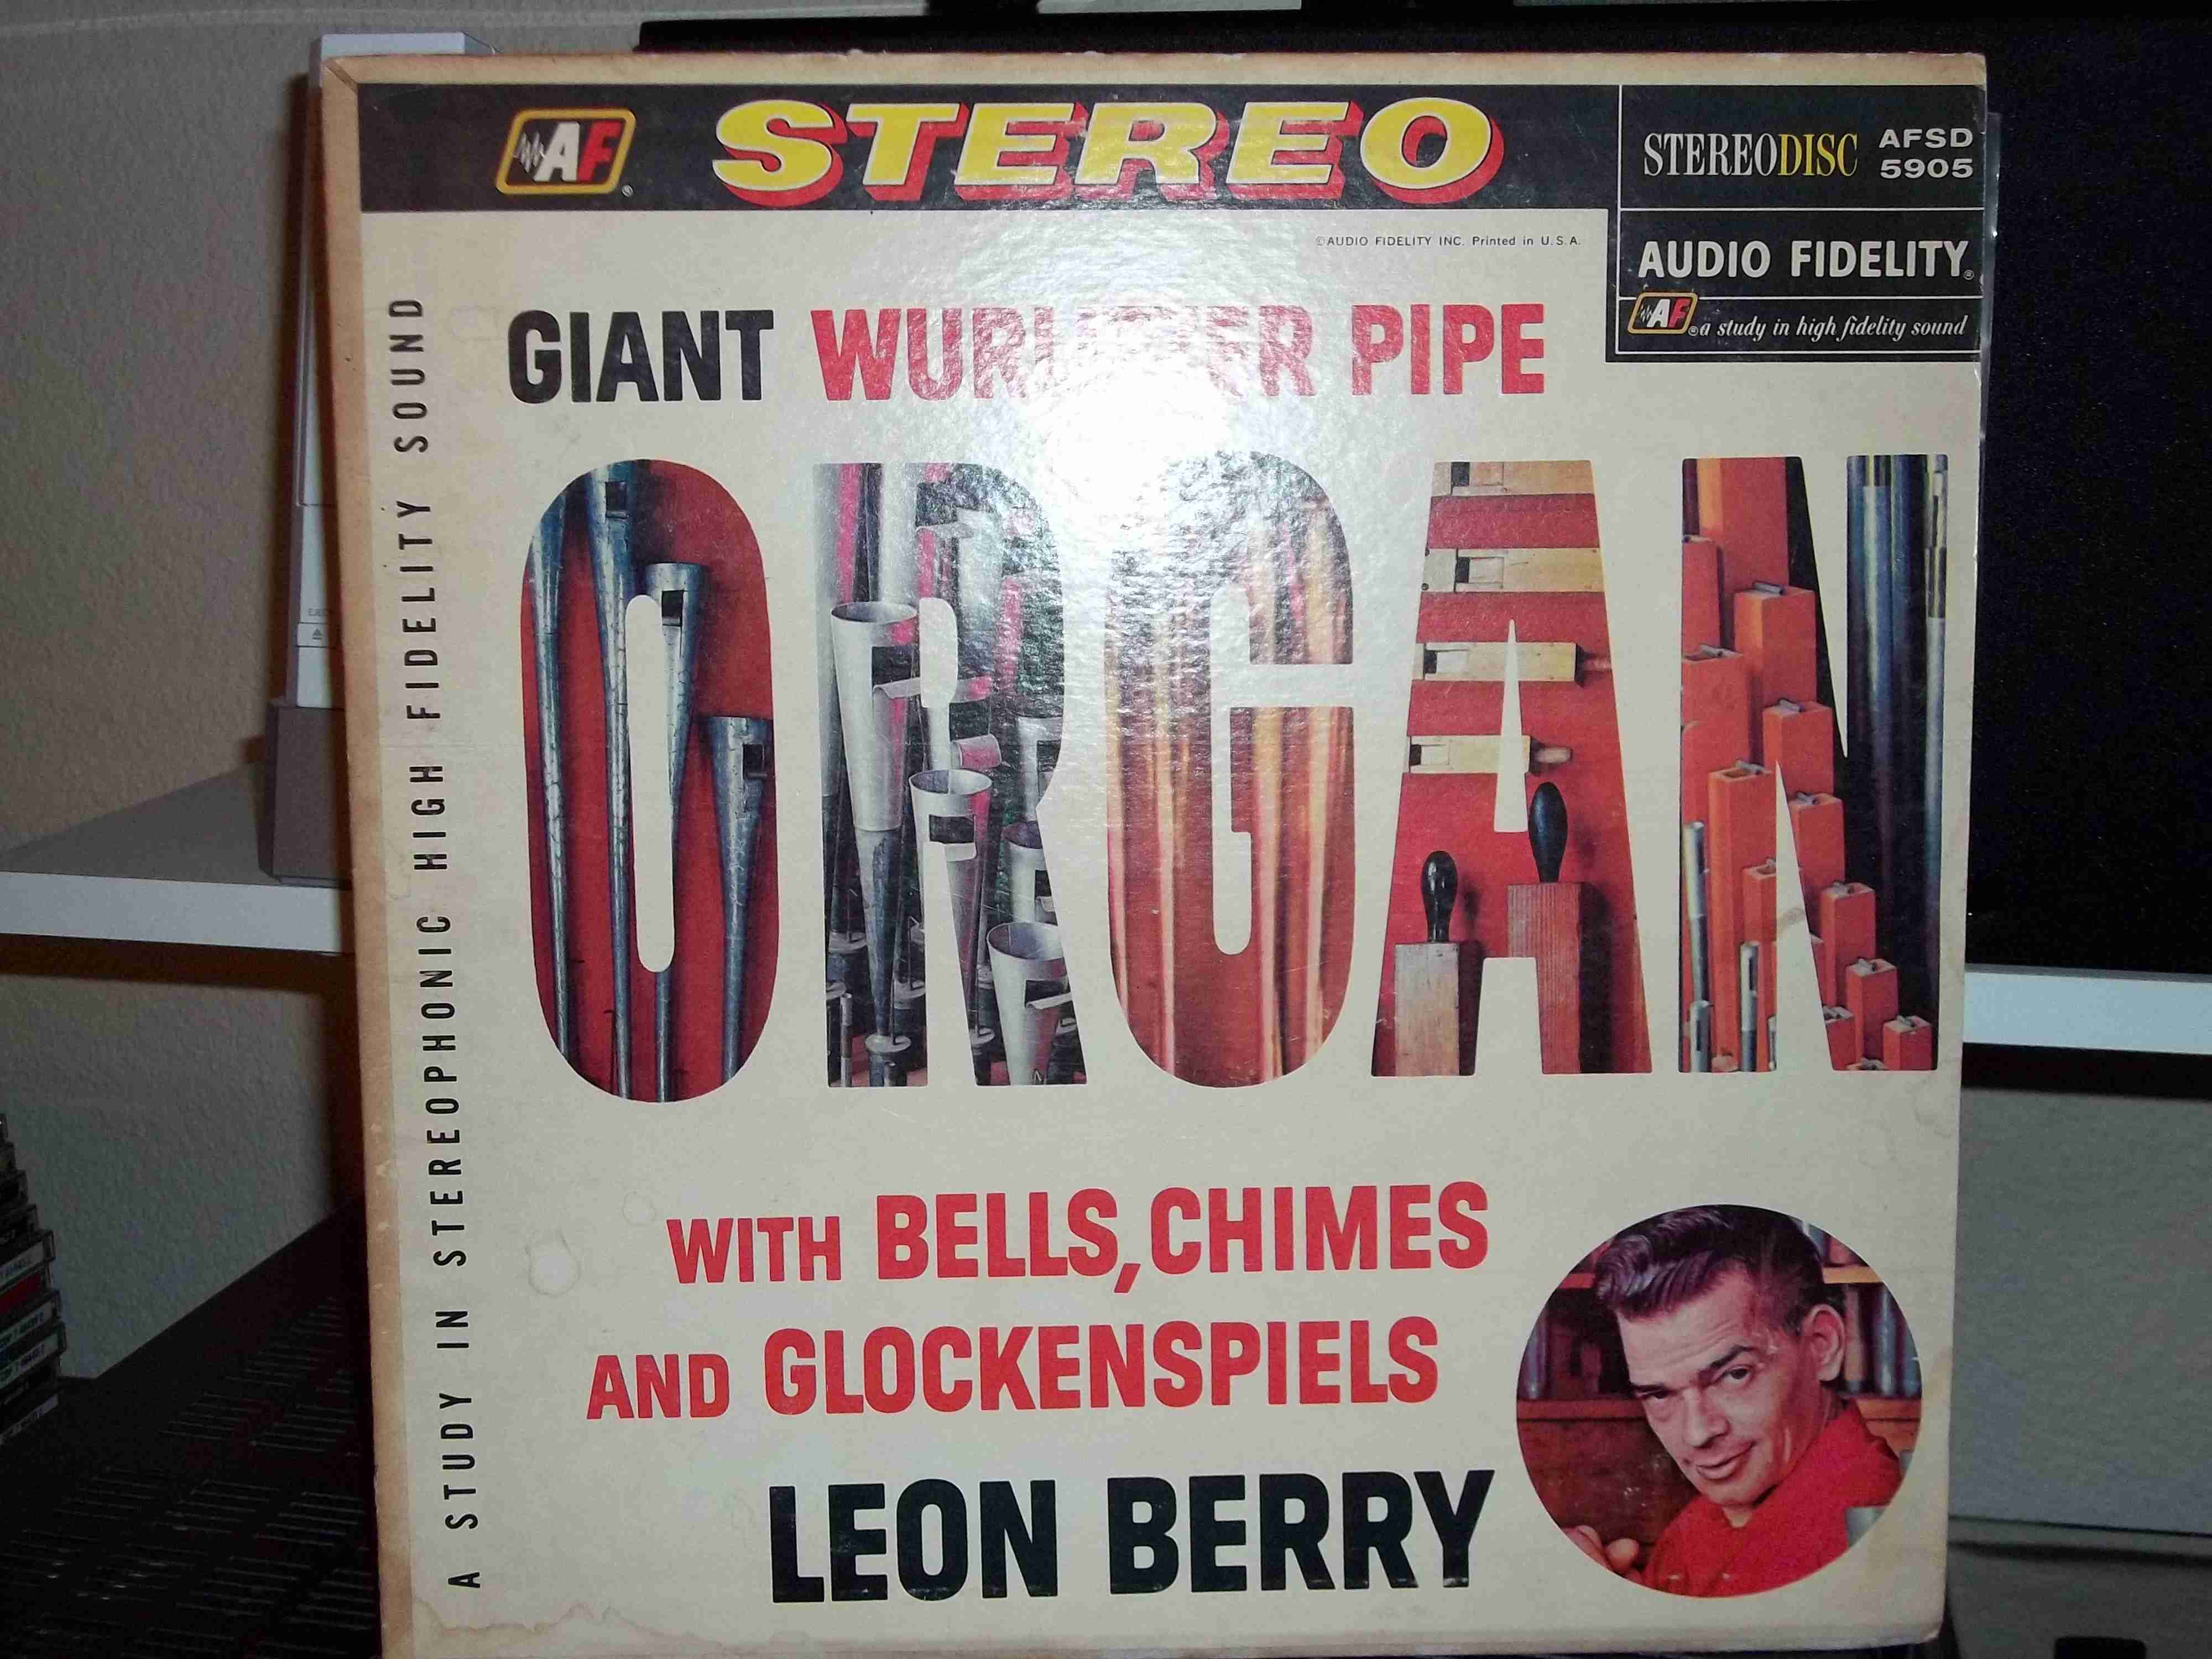 AF® STEREO
STEREODISC AFSD 5905
©AUDIO FIDELITY INC. Printed in U.S.A.
AUDIO FIDELITY®
AF® a study in high fidelity sound
GIANT WURLITZER PIPE
ORGAN
WITH BELLS, CHIMES
AND GLOCKENSPIELS
LEON BERRY
A STUDY IN STEREOPHONIC HIGH FIDELITY SOUND